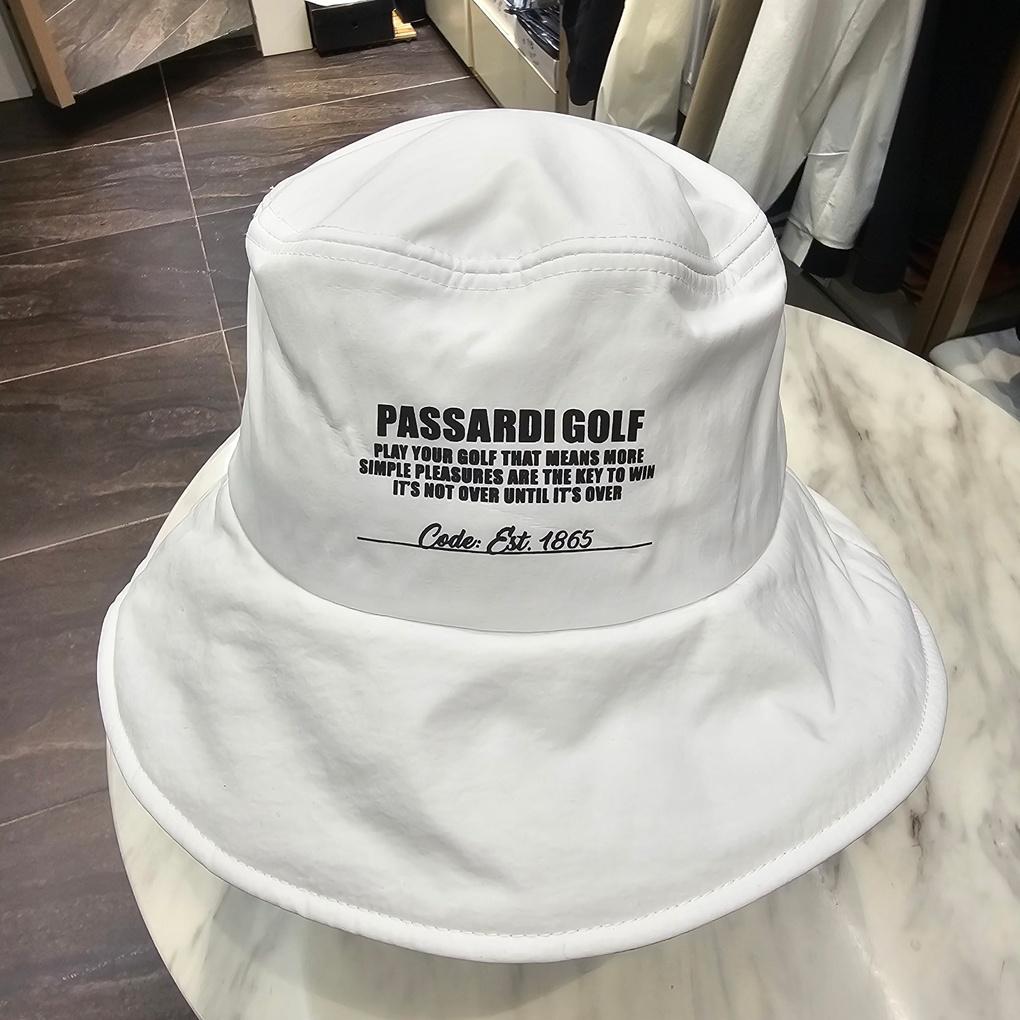 PASSARDI GOLF
PLAY YOUR GOLF THAT MEANS MORE
SIMPLE PLEASURES ARE THE KEY TO WIN
IT'S NOT OVER UNTIL IT'S OVER
Code: Est. 1865